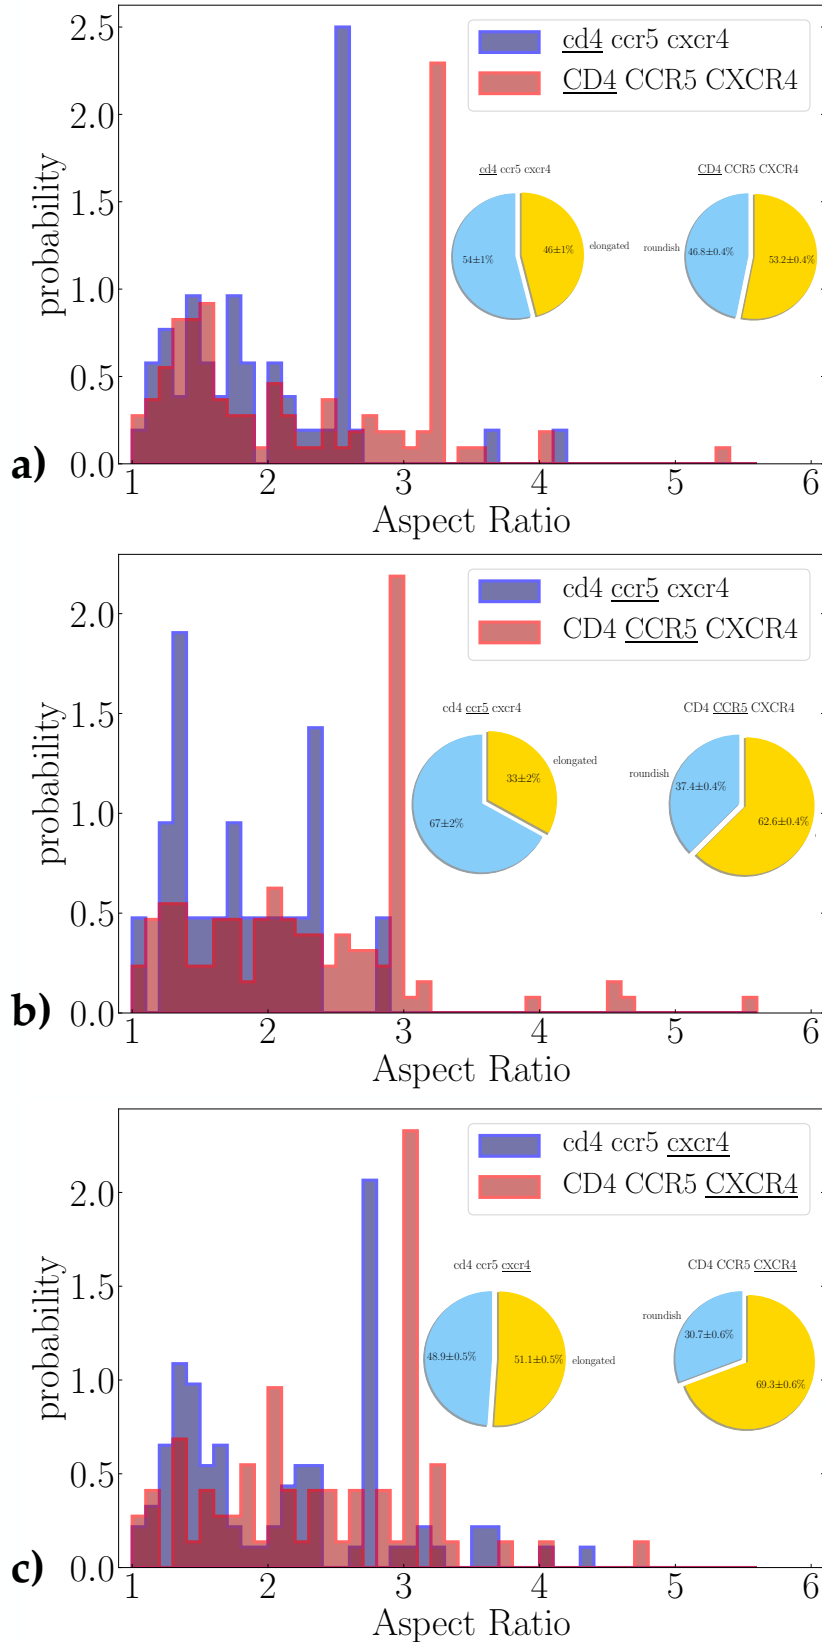 2.5
cd4 ccr5 cxcr4
CD4 CCR5 CXCR4
2.0
cd4 ccr5 cxcr4
CD4 CCR5 CXCR4
1.5
54±1%
46±1%
elongated
roundish
46.8±0.4%
53.2±0.4%
1.0
0.5
0.0
probability
a)
1 2 3 4 5 6
Aspect Ratio
cd4 ccr5 cxcr4
CD4 CCR5 CXCR4
2.0
cd4 ccr5 cxcr4
CD4 CCR5 CXCR4
1.5
33±2%
elongated
67±2%
roundish
37.4±0.4%
62.6±0.4%
1.0
0.5
0.0
probability
b)
1 2 3 4 5 6
Aspect Ratio
cd4 ccr5 cxcr4
CD4 CCR5 CXCR4
2.0
cd4 ccr5 cxcr4
CD4 CCR5 CXCR4
1.5
48.9±0.5%
51.1±0.5%
elongated
roundish
30.7±0.6%
69.3±0.6%
1.0
0.5
0.0
probability
c)
1 2 3 4 5 6
Aspect Ratio